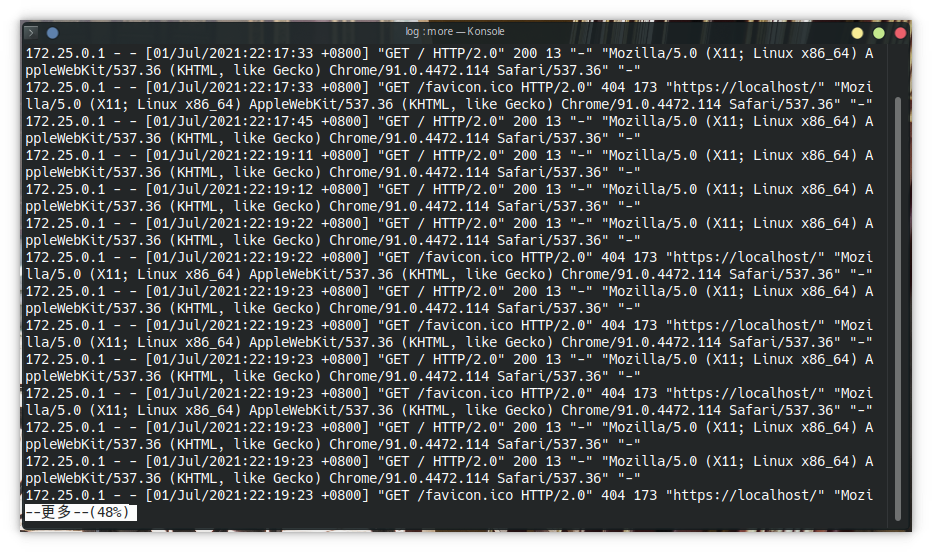 log : more — Konsole
172.25.0.1 - - [01/Jul/2021:22:17:33 +0800] "GET / HTTP/2.0" 200 13 "-" "Mozilla/5.0 (X11; Linux x86_64) A
ppleWebKit/537.36 (KHTML, like Gecko) Chrome/91.0.4472.114 Safari/537.36" "-"
172.25.0.1 - - [01/Jul/2021:22:17:33 +0800] "GET /favicon.ico HTTP/2.0" 404 173 "https://localhost/" "Mozi
lla/5.0 (X11; Linux x86_64) AppleWebKit/537.36 (KHTML, like Gecko) Chrome/91.0.4472.114 Safari/537.36" "-"
172.25.0.1 - - [01/Jul/2021:22:17:45 +0800] "GET / HTTP/2.0" 200 13 "-" "Mozilla/5.0 (X11; Linux x86_64) A
ppleWebKit/537.36 (KHTML, like Gecko) Chrome/91.0.4472.114 Safari/537.36" "-"
172.25.0.1 - - [01/Jul/2021:22:19:11 +0800] "GET / HTTP/2.0" 200 13 "-" "Mozilla/5.0 (X11; Linux x86_64) A
ppleWebKit/537.36 (KHTML, like Gecko) Chrome/91.0.4472.114 Safari/537.36" "-"
172.25.0.1 - - [01/Jul/2021:22:19:12 +0800] "GET / HTTP/2.0" 200 13 "-" "Mozilla/5.0 (X11; Linux x86_64) A
ppleWebKit/537.36 (KHTML, like Gecko) Chrome/91.0.4472.114 Safari/537.36" "-"
172.25.0.1 - - [01/Jul/2021:22:19:22 +0800] "GET / HTTP/2.0" 200 13 "-" "Mozilla/5.0 (X11; Linux x86_64) A
ppleWebKit/537.36 (KHTML, like Gecko) Chrome/91.0.4472.114 Safari/537.36" "-"
172.25.0.1 - - [01/Jul/2021:22:19:22 +0800] "GET /favicon.ico HTTP/2.0" 404 173 "https://localhost/" "Mozi
lla/5.0 (X11; Linux x86_64) AppleWebKit/537.36 (KHTML, like Gecko) Chrome/91.0.4472.114 Safari/537.36" "-"
172.25.0.1 - - [01/Jul/2021:22:19:23 +0800] "GET / HTTP/2.0" 200 13 "-" "Mozilla/5.0 (X11; Linux x86_64) A
ppleWebKit/537.36 (KHTML, like Gecko) Chrome/91.0.4472.114 Safari/537.36" "-"
172.25.0.1 - - [01/Jul/2021:22:19:23 +0800] "GET /favicon.ico HTTP/2.0" 404 173 "https://localhost/" "Mozi
lla/5.0 (X11; Linux x86_64) AppleWebKit/537.36 (KHTML, like Gecko) Chrome/91.0.4472.114 Safari/537.36" "-"
172.25.0.1 - - [01/Jul/2021:22:19:23 +0800] "GET / HTTP/2.0" 200 13 "-" "Mozilla/5.0 (X11; Linux x86_64) A
ppleWebKit/537.36 (KHTML, like Gecko) Chrome/91.0.4472.114 Safari/537.36" "-"
172.25.0.1 - - [01/Jul/2021:22:19:23 +0800] "GET /favicon.ico HTTP/2.0" 404 173 "https://localhost/" "Mozi
lla/5.0 (X11; Linux x86_64) AppleWebKit/537.36 (KHTML, like Gecko) Chrome/91.0.4472.114 Safari/537.36" "-"
172.25.0.1 - - [01/Jul/2021:22:19:23 +0800] "GET / HTTP/2.0" 200 13 "-" "Mozilla/5.0 (X11; Linux x86_64) A
ppleWebKit/537.36 (KHTML, like Gecko) Chrome/91.0.4472.114 Safari/537.36" "-"
172.25.0.1 - - [01/Jul/2021:22:19:23 +0800] "GET / HTTP/2.0" 200 13 "-" "Mozilla/5.0 (X11; Linux x86_64) A
ppleWebKit/537.36 (KHTML, like Gecko) Chrome/91.0.4472.114 Safari/537.36" "-"
172.25.0.1 - - [01/Jul/2021:22:19:23 +0800] "GET /favicon.ico HTTP/2.0" 404 173 "https://localhost/" "Mozi
--更多--(48%)